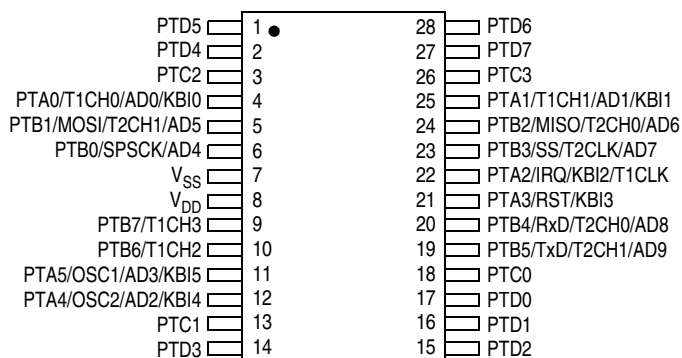 PTD5 1 28 PTD6
PTD4 2 27 PTD7
PTC2 3 26 PTC3
PTA0/T1CH0/AD0/KBI0 4 25 PTA1/T1CH1/AD1/KBI1
PTB1/MOSI/T2CH1/AD5 5 24 PTB2/MISO/T2CH0/AD6
PTB0/SPSCK/AD4 6 23 PTB3/SS/T2CLK/AD7
VSS 7 22 PTA2/IRQ/KBI2/T1CLK
VDD 8 21 PTA3/RST/KBI3
PTB7/T1CH3 9 20 PTB4/RxD/T2CH0/AD8
PTB6/T1CH2 10 19 PTB5/TxD/T2CH1/AD9
PTA5/OSC1/AD3/KBI5 11 18 PTC0
PTA4/OSC2/AD2/KBI4 12 17 PTD0
PTC1 13 16 PTD1
PTD3 14 15 PTD2